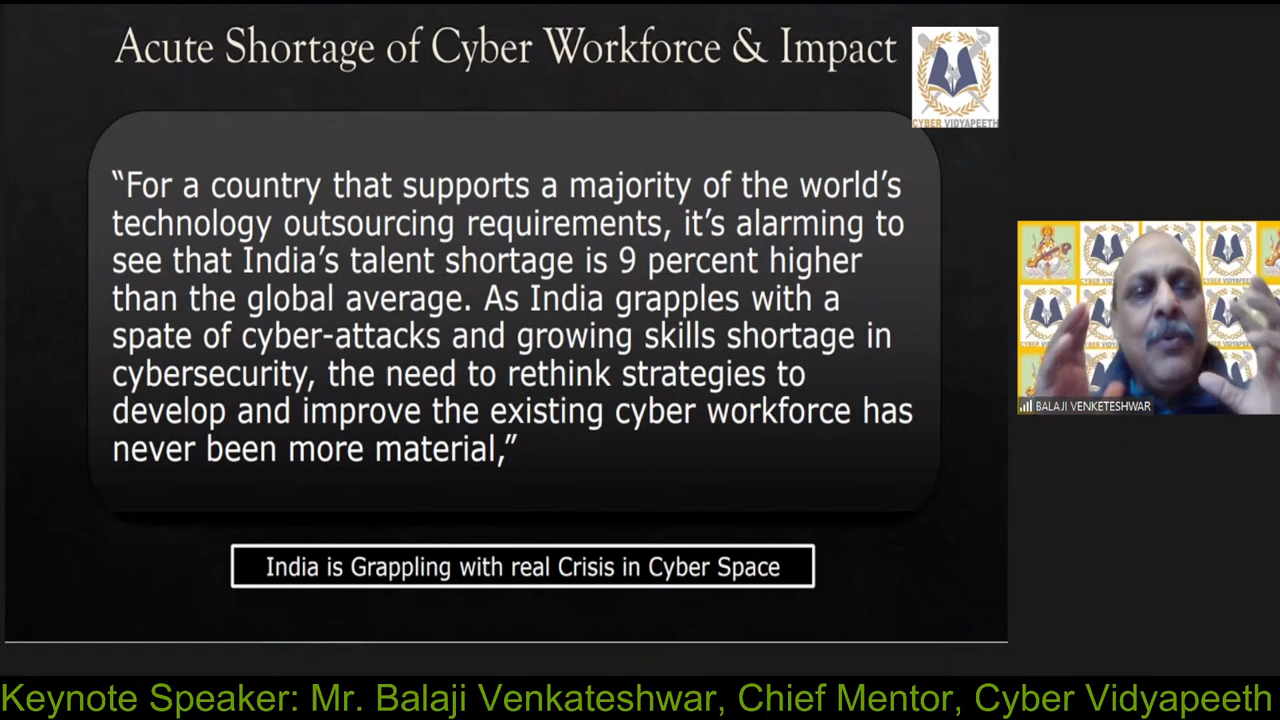 Acute Shortage of Cyber Workforce & Impact
CYBER VIDYAPEETH
“For a country that supports a majority of the world’s
technology outsourcing requirements, it’s alarming to
see that India’s talent shortage is 9 percent higher
than the global average. As India grapples with a
spate of cyber-attacks and growing skills shortage in
cybersecurity, the need to rethink strategies to
develop and improve the existing cyber workforce has
never been more material,”
India is Grappling with real Crisis in Cyber Space
BALAJI VENKETESHWAR
Keynote Speaker: Mr. Balaji Venkateshwar, Chief Mentor, Cyber Vidyapeeth